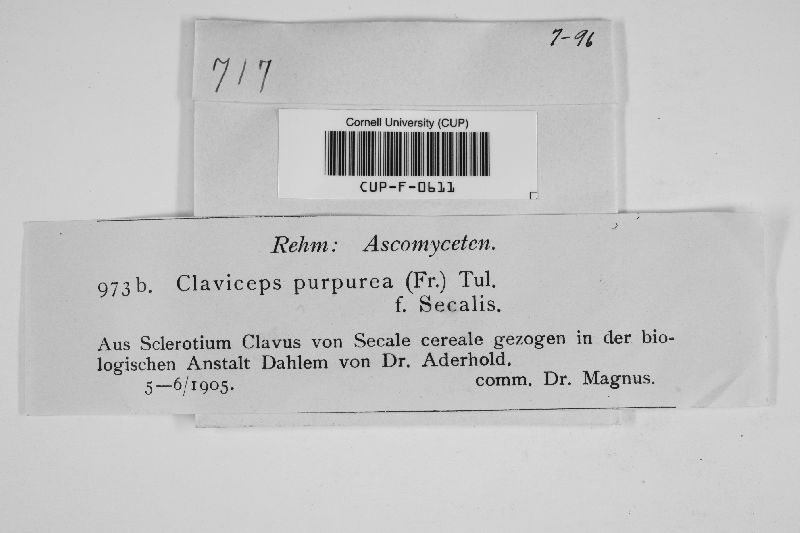 7-96
717
Cornell University (CUP)
CUP-F-0611
Rehm: Ascomyceten.
973 b. Claviceps purpurea (Fr.) Tul.
f. Secalis.
Aus Sclerotium Clavus von Secale cereale gezogen in der bio-
logischen Anstalt Dahlem von Dr. Aderhold.
5—6/1905. comm. Dr. Magnus.